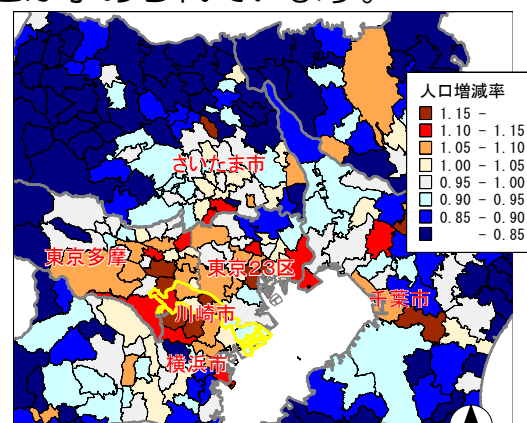 人口増減率
1.15 -
1.10 - 1.15
1.05 - 1.10
1.00 - 1.05
0.95 - 1.00
0.90 - 0.95
0.85 - 0.90
- 0.85
さいたま市
東京多摩
東京23区
千葉市
川崎市
横浜市